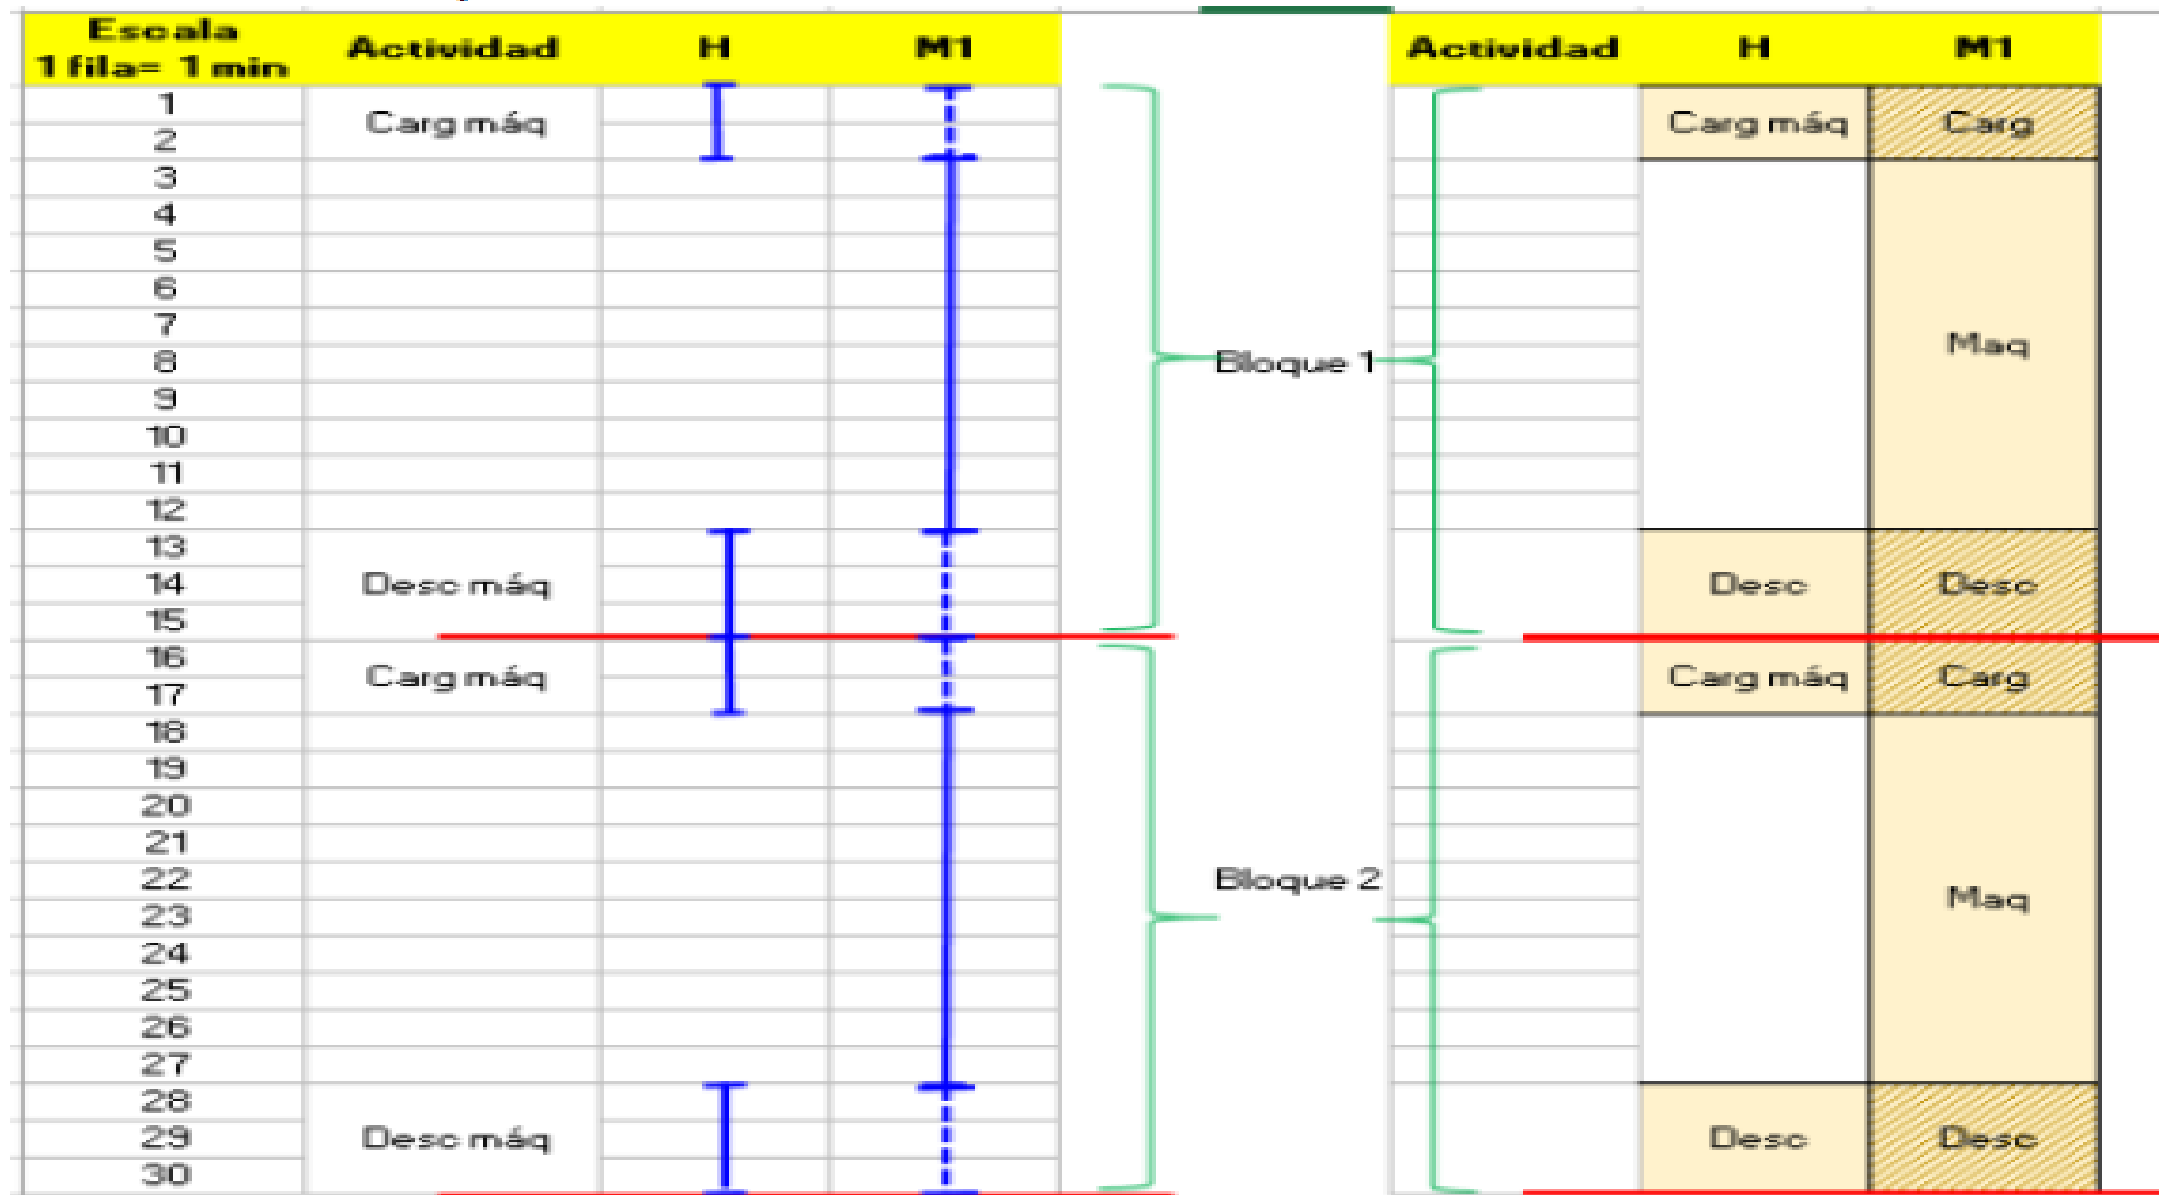 Escala
1 fila= 1 min Actividad H M1 Actividad H M1
1
Carg máq Carg máq Carg
2
3
4
5
6
7
Maq
8
Bloque 1
9
10
11
12
13
14 Desc máq Desc Desc
15
16
Carg máq Carg máq Carg
17
18
19
20
21
22
Bloque 2
Maq
23
24
25
26
27
28
29 Desc máq Desc Desc
30